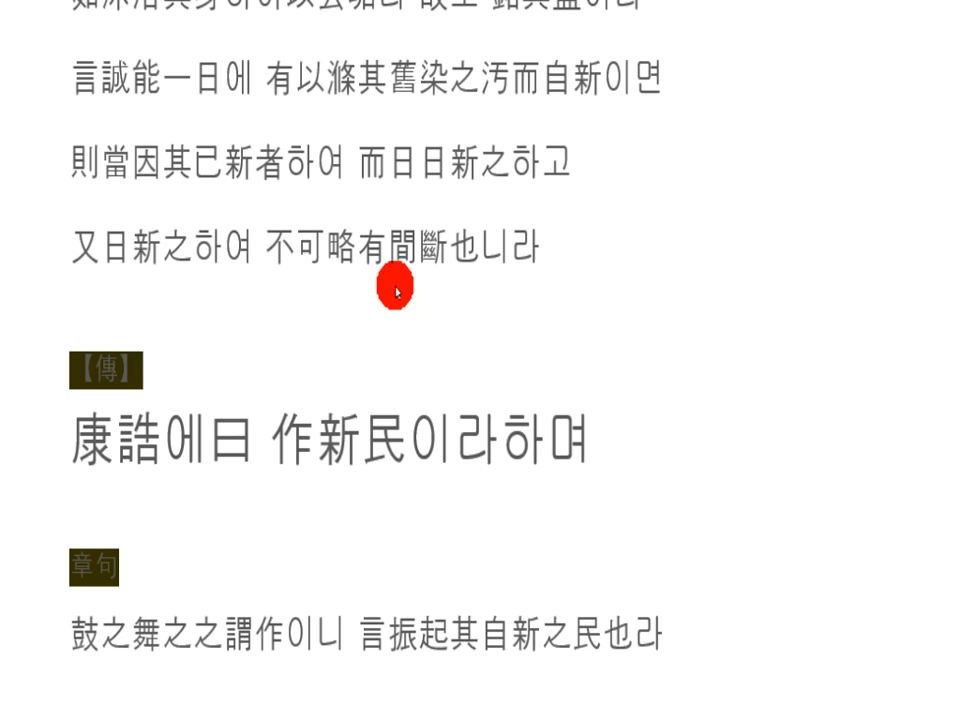 言誠能一日에 有以滌其舊染之汚而自新이면
則當因其已新者하여 而日日新之하고
又日新之하여 不可略有間斷也니라
【傳】
康誥에曰 作新民이라하며
章句
鼓之舞之之謂作이니 言振起其自新之民也라